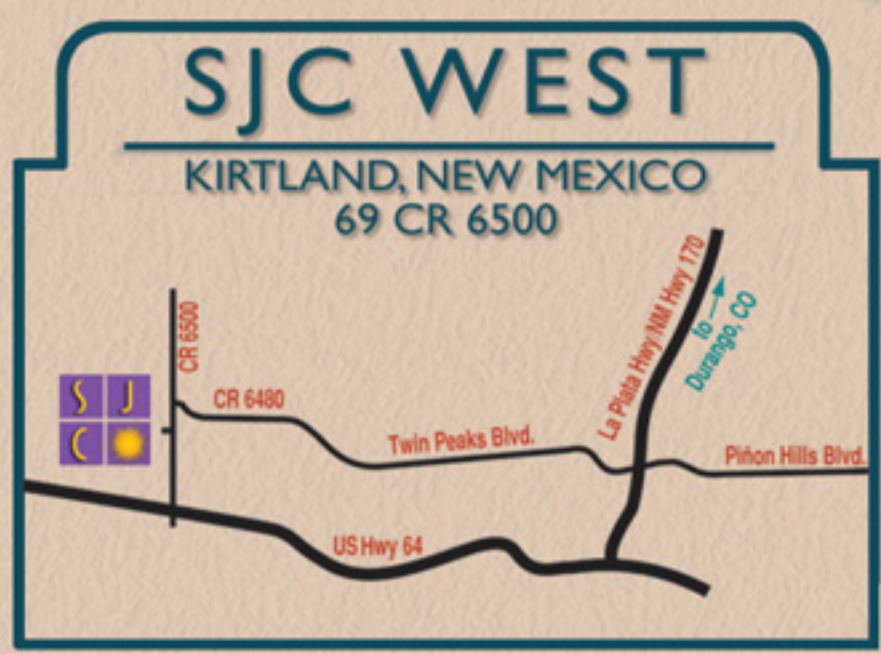 SJC WEST
KIRTLAND, NEW MEXICO
69 CR 6500
CR 6500
La Plata Hwy/NM Hwy 170
to
Durango, CO
S J
C
CR 6480
Twin Peaks Blvd.
Piñon Hills Blvd.
US Hwy 64